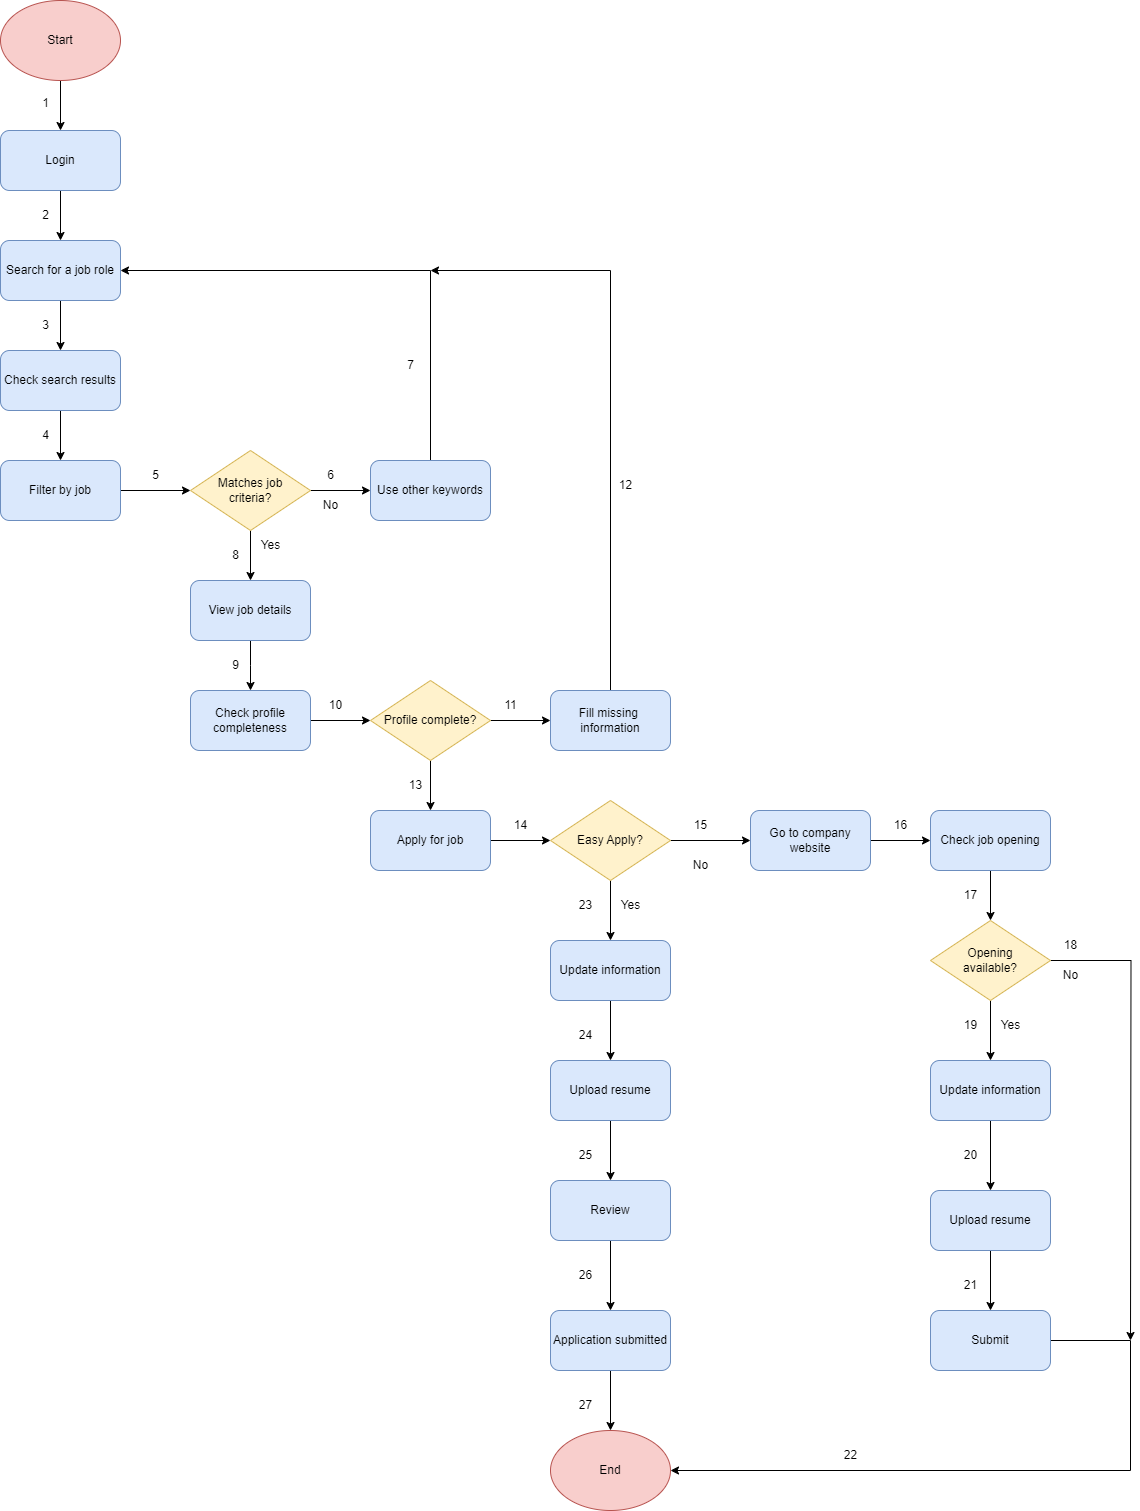 Start
1
Login
2
Search for a job role
3
Check search results
7
4
Filter by job
5
Matches job
criteria?
6
No
Use other keywords
12
8
Yes
View job details
9
Check profile
completeness
10
Profile complete?
11
Fill missing
information
13
Apply for job
14
Easy Apply?
15
No
Go to company
website
16
Check job opening
17
23
Yes
Opening
available?
18
No
Update information
19
Yes
24
Upload resume
Update information
25
20
Review
Upload resume
26
21
Application submitted
Submit
27
22
End